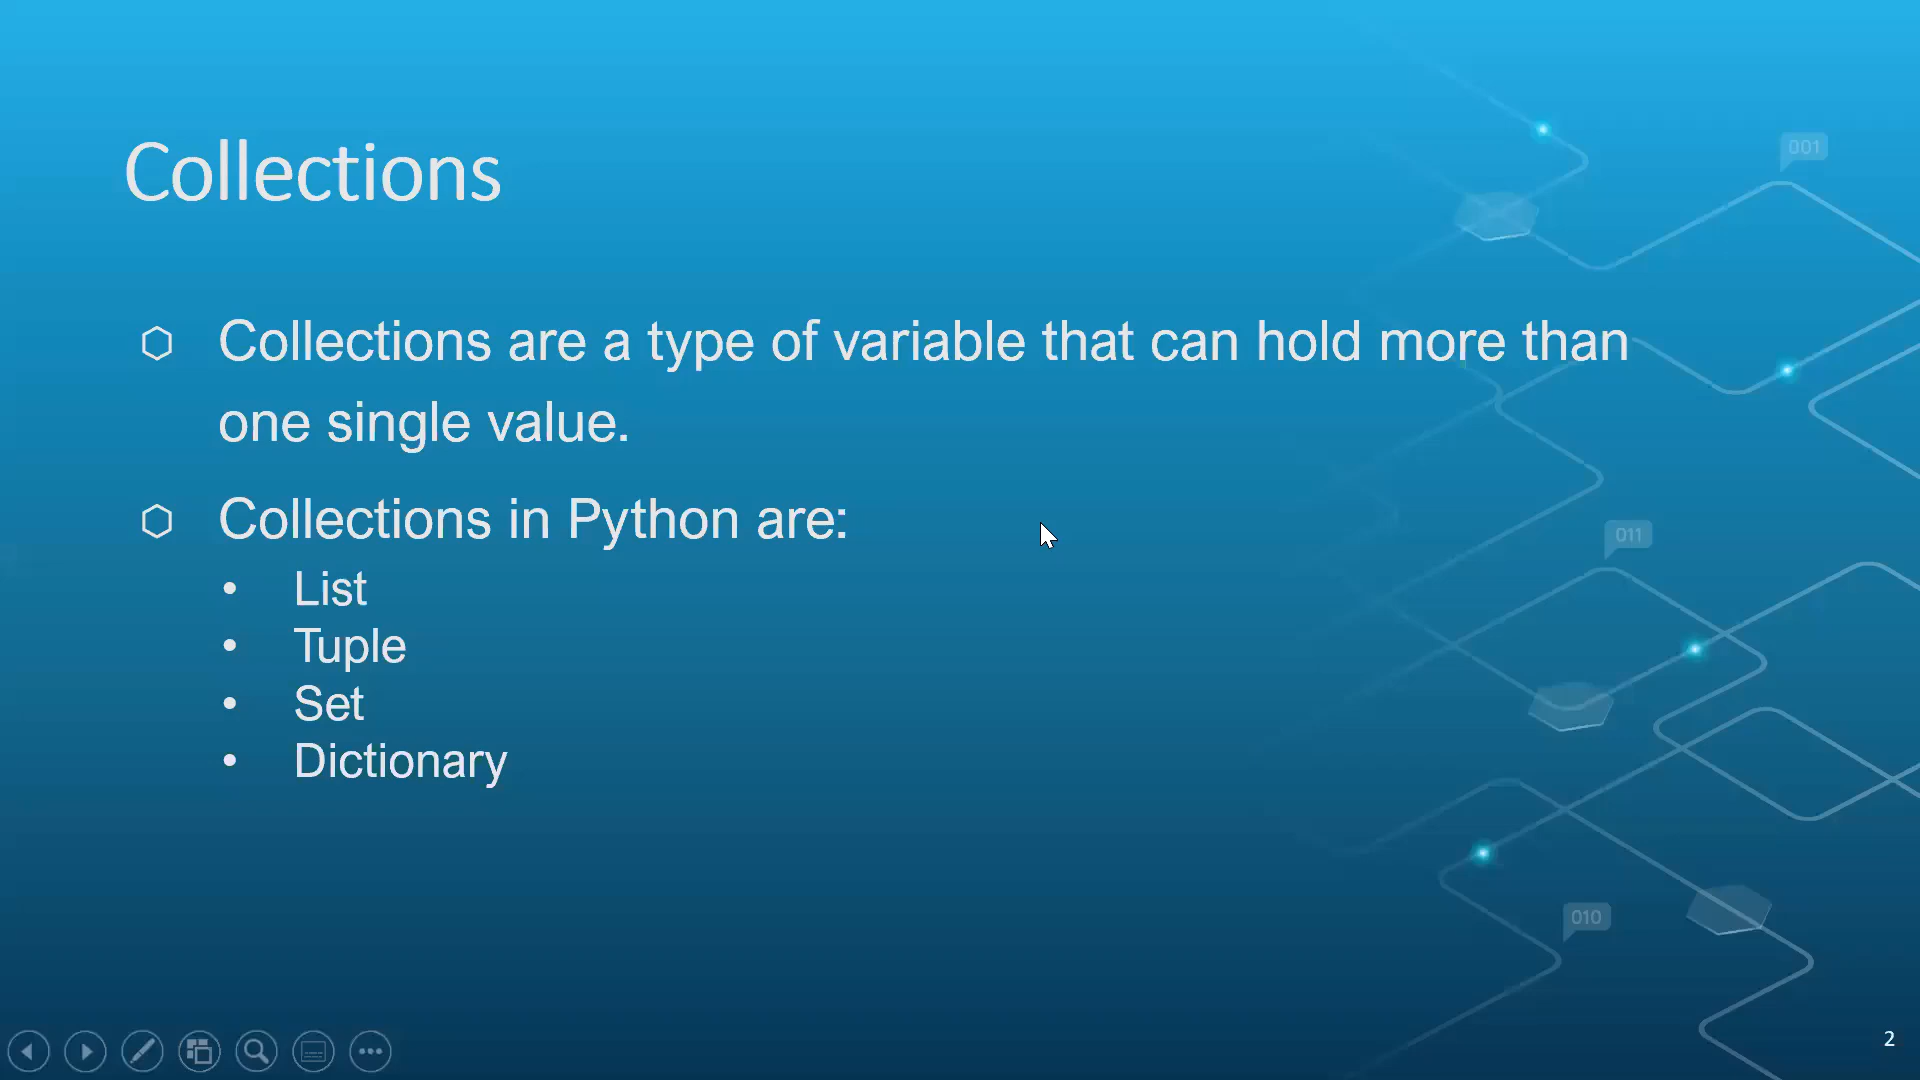 Collections
Collections are a type of variable that can hold more than
one single value.
Collections in Python are:
• List
• Tuple
• Set
• Dictionary
001
011
010
2